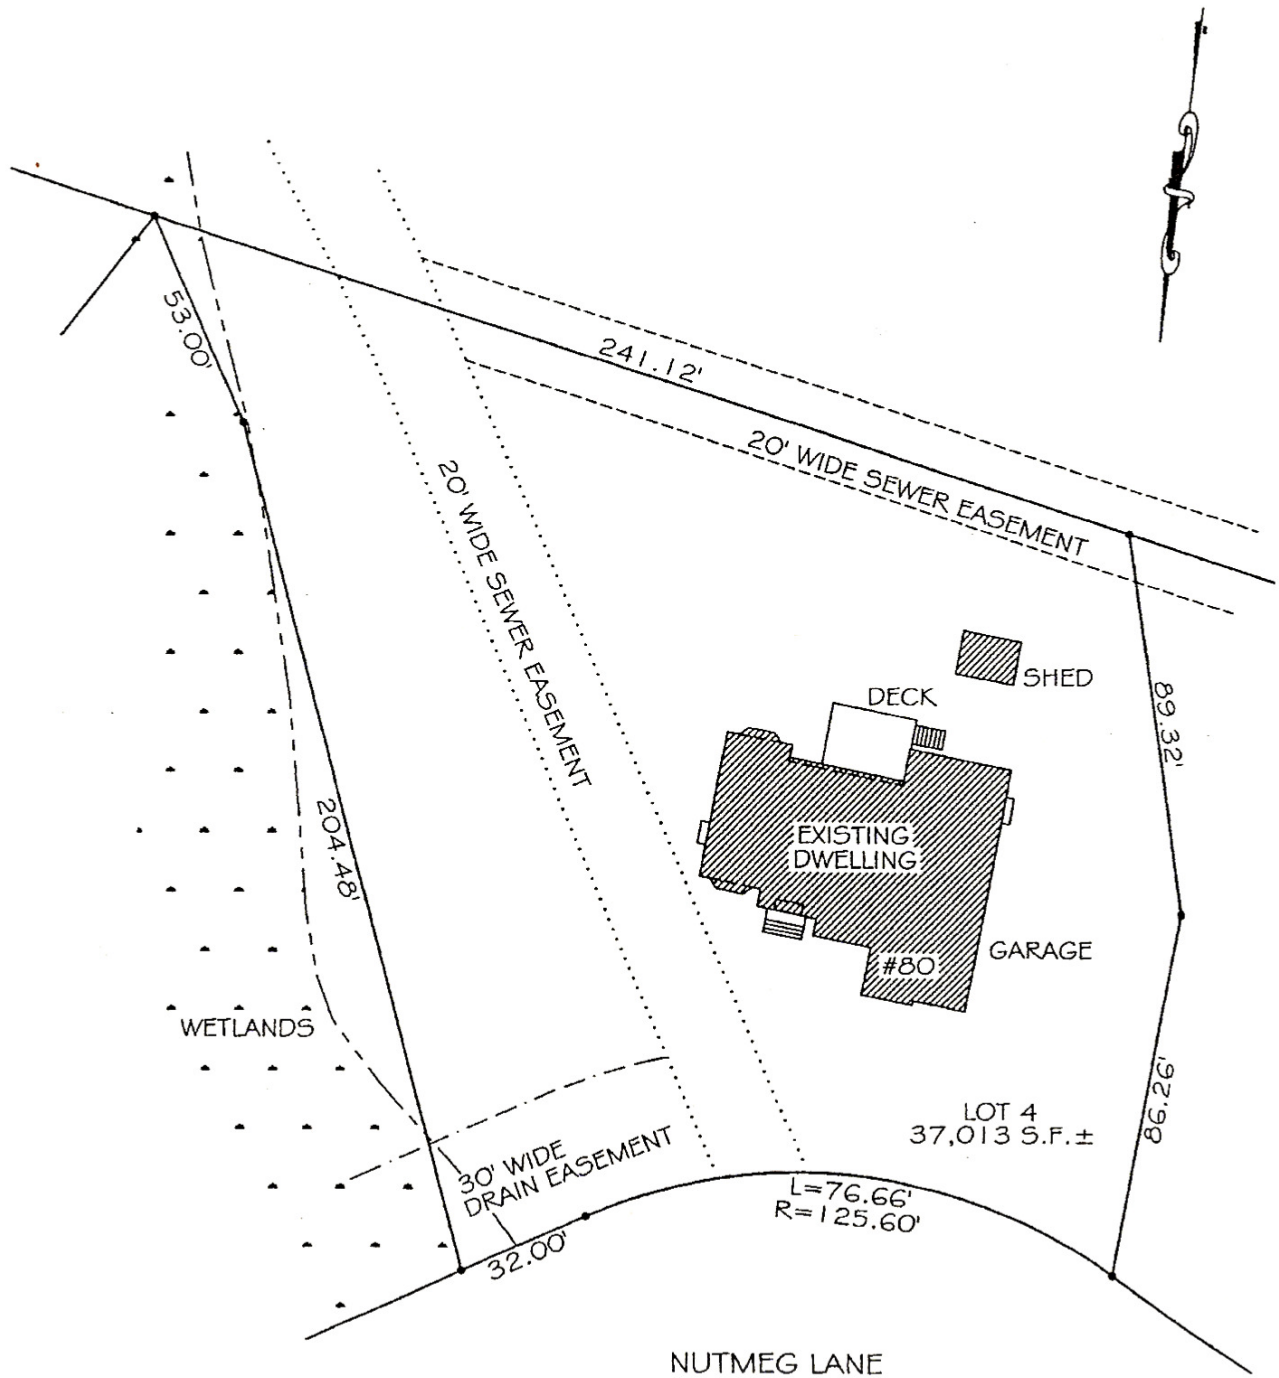 53.00'
241.12'
20' WIDE SEWER EASEMENT
20' WIDE SEWER EASEMENT
SHED
DECK
89.32'
204.48'
EXISTING
DWELLING
#80
GARAGE
WETLANDS
LOT 4
37,013 S.F.±
86.26'
30' WIDE
DRAIN EASEMENT
L=76.66'
R=125.60'
32.00'
NUTMEG LANE